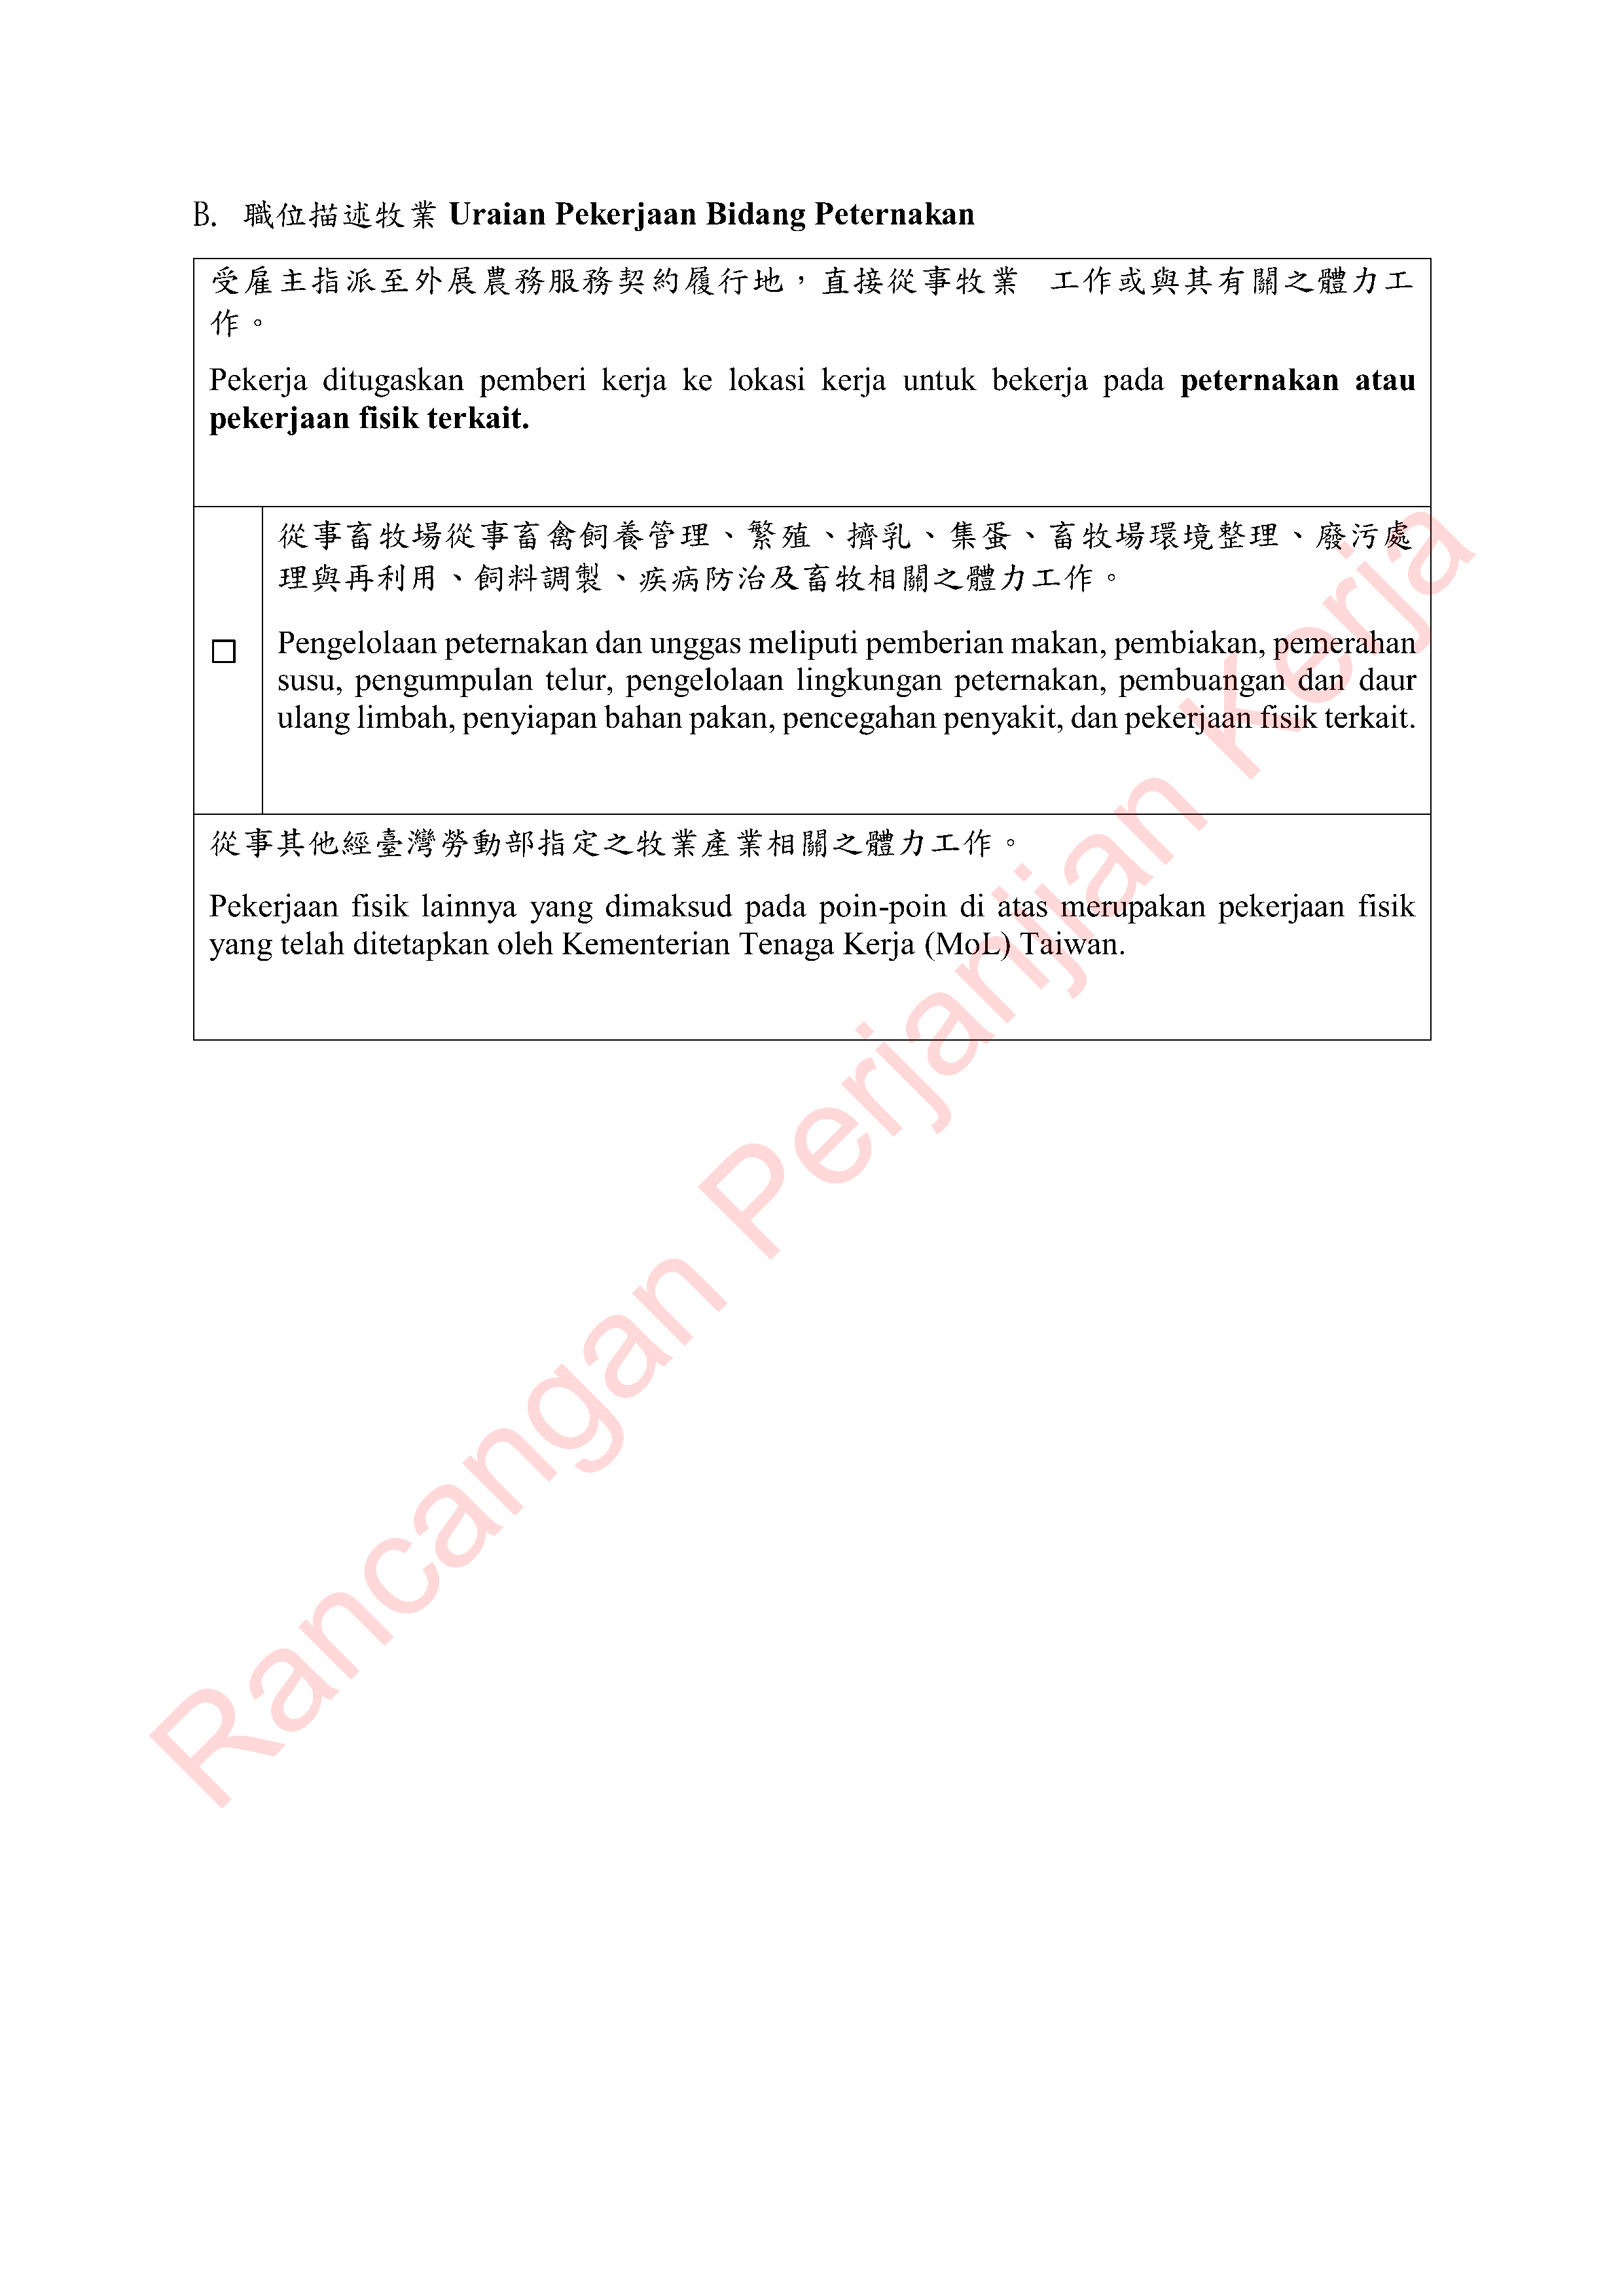 B. 職位描述牧業 Uraian Pekerjaan Bidang Peternakan
受雇主指派至外展農務服務契約履行地，直接從事牧業 工作或與其有關之體力工
作。
Pekerja ditugaskan pemberi kerja ke lokasi kerja untuk bekerja pada peternakan atau
pekerjaan fisik terkait.
從事畜牧場從事畜禽飼養管理、繁殖、擠乳、集蛋、畜牧場環境整理、廢污處
理與再利用、飼料調製、疾病防治及畜牧相關之體力工作。
□ Pengelolaan peternakan dan unggas meliputi pemberian makan, pembiakan, pemerahan
susu, pengumpulan telur, pengelolaan lingkungan peternakan, pembuangan dan daur
ulang limbah, penyiapan bahan pakan, pencegahan penyakit, dan pekerjaan fisik terkait.
從事其他經臺灣勞動部指定之牧業產業相關之體力工作。
Pekerjaan fisik lainnya yang dimaksud pada poin-poin di atas merupakan pekerjaan fisik
yang telah ditetapkan oleh Kementerian Tenaga Kerja (MoL) Taiwan.
Rancangan Perjanjian Kerja